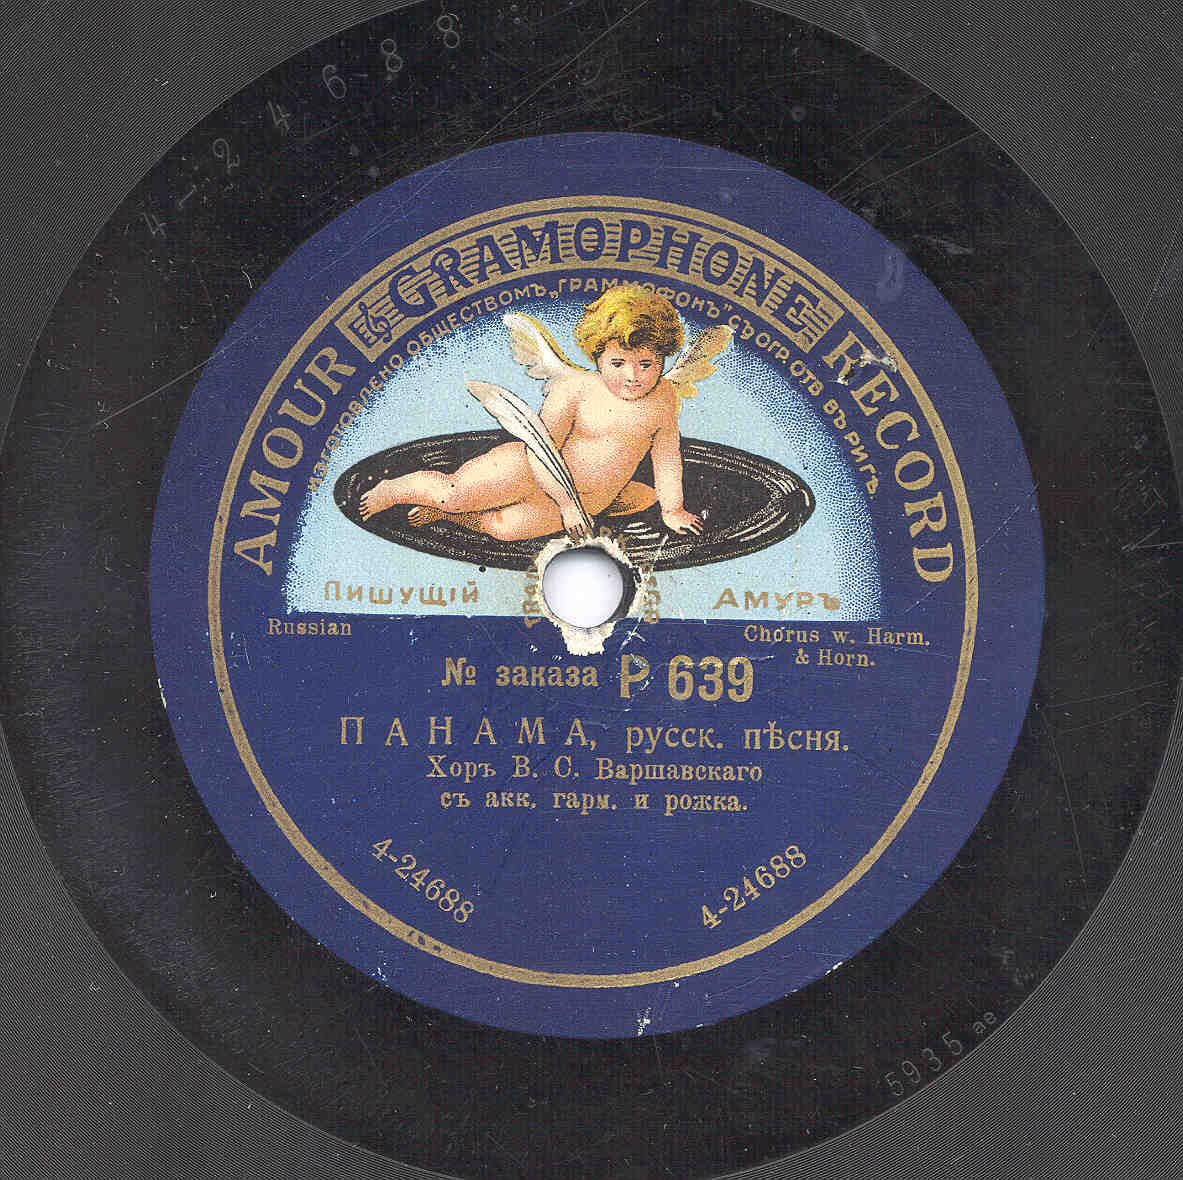 4-24688
AMOUR GRAMOPHONE RECORD
ИЗГОТОВЛЕНО ОБЩЕСТВОМЪ „ГРАММОФОНЪ" СЪ ОГР. ОТВ. ВЪ РИГѢ.
ПИШУЩІЙ АМУРЪ
Russian
Chorus w. Harm.
& Horn.
№ заказа Р 639
ПАНАМА, русск. пѣсня.
Хоръ В. С. Варшавскаго
съ акк. гарм. и рожка.
4-24688
4-24688
5935 ae